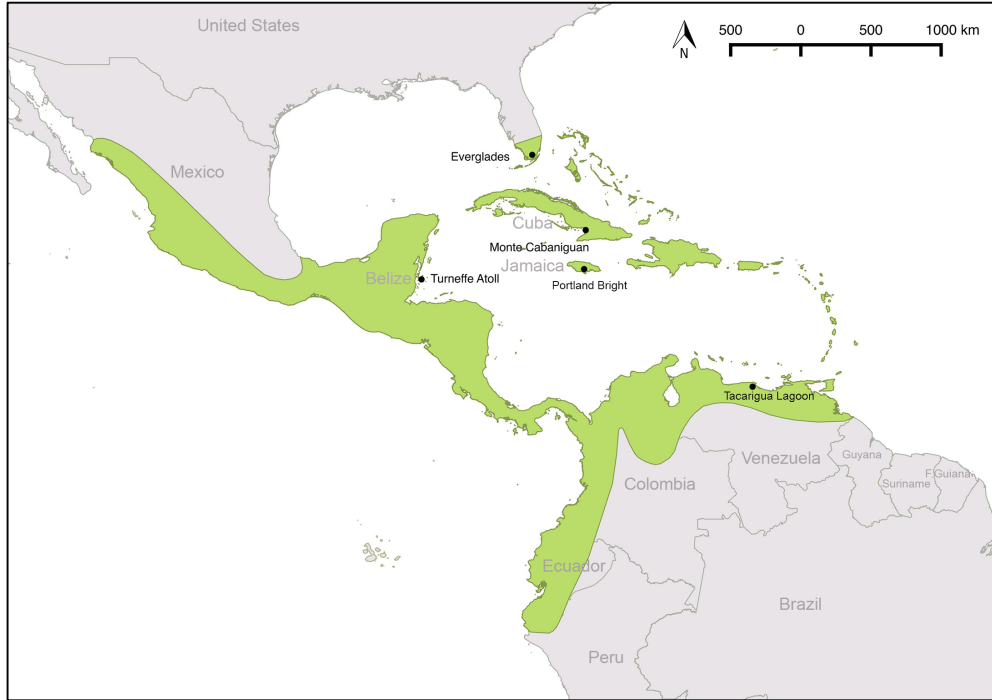 United States
500 0 500 1000 km
N
Everglades
Mexico
Cuba
Monte Cabaniguan
Jamaica
Belize
Turneffe Atoll
Portland Bright
Tacarigua Lagoon
Venezuela
Guyana
F.Guiana
Suriname
Colombia
Ecuador
Brazil
Peru